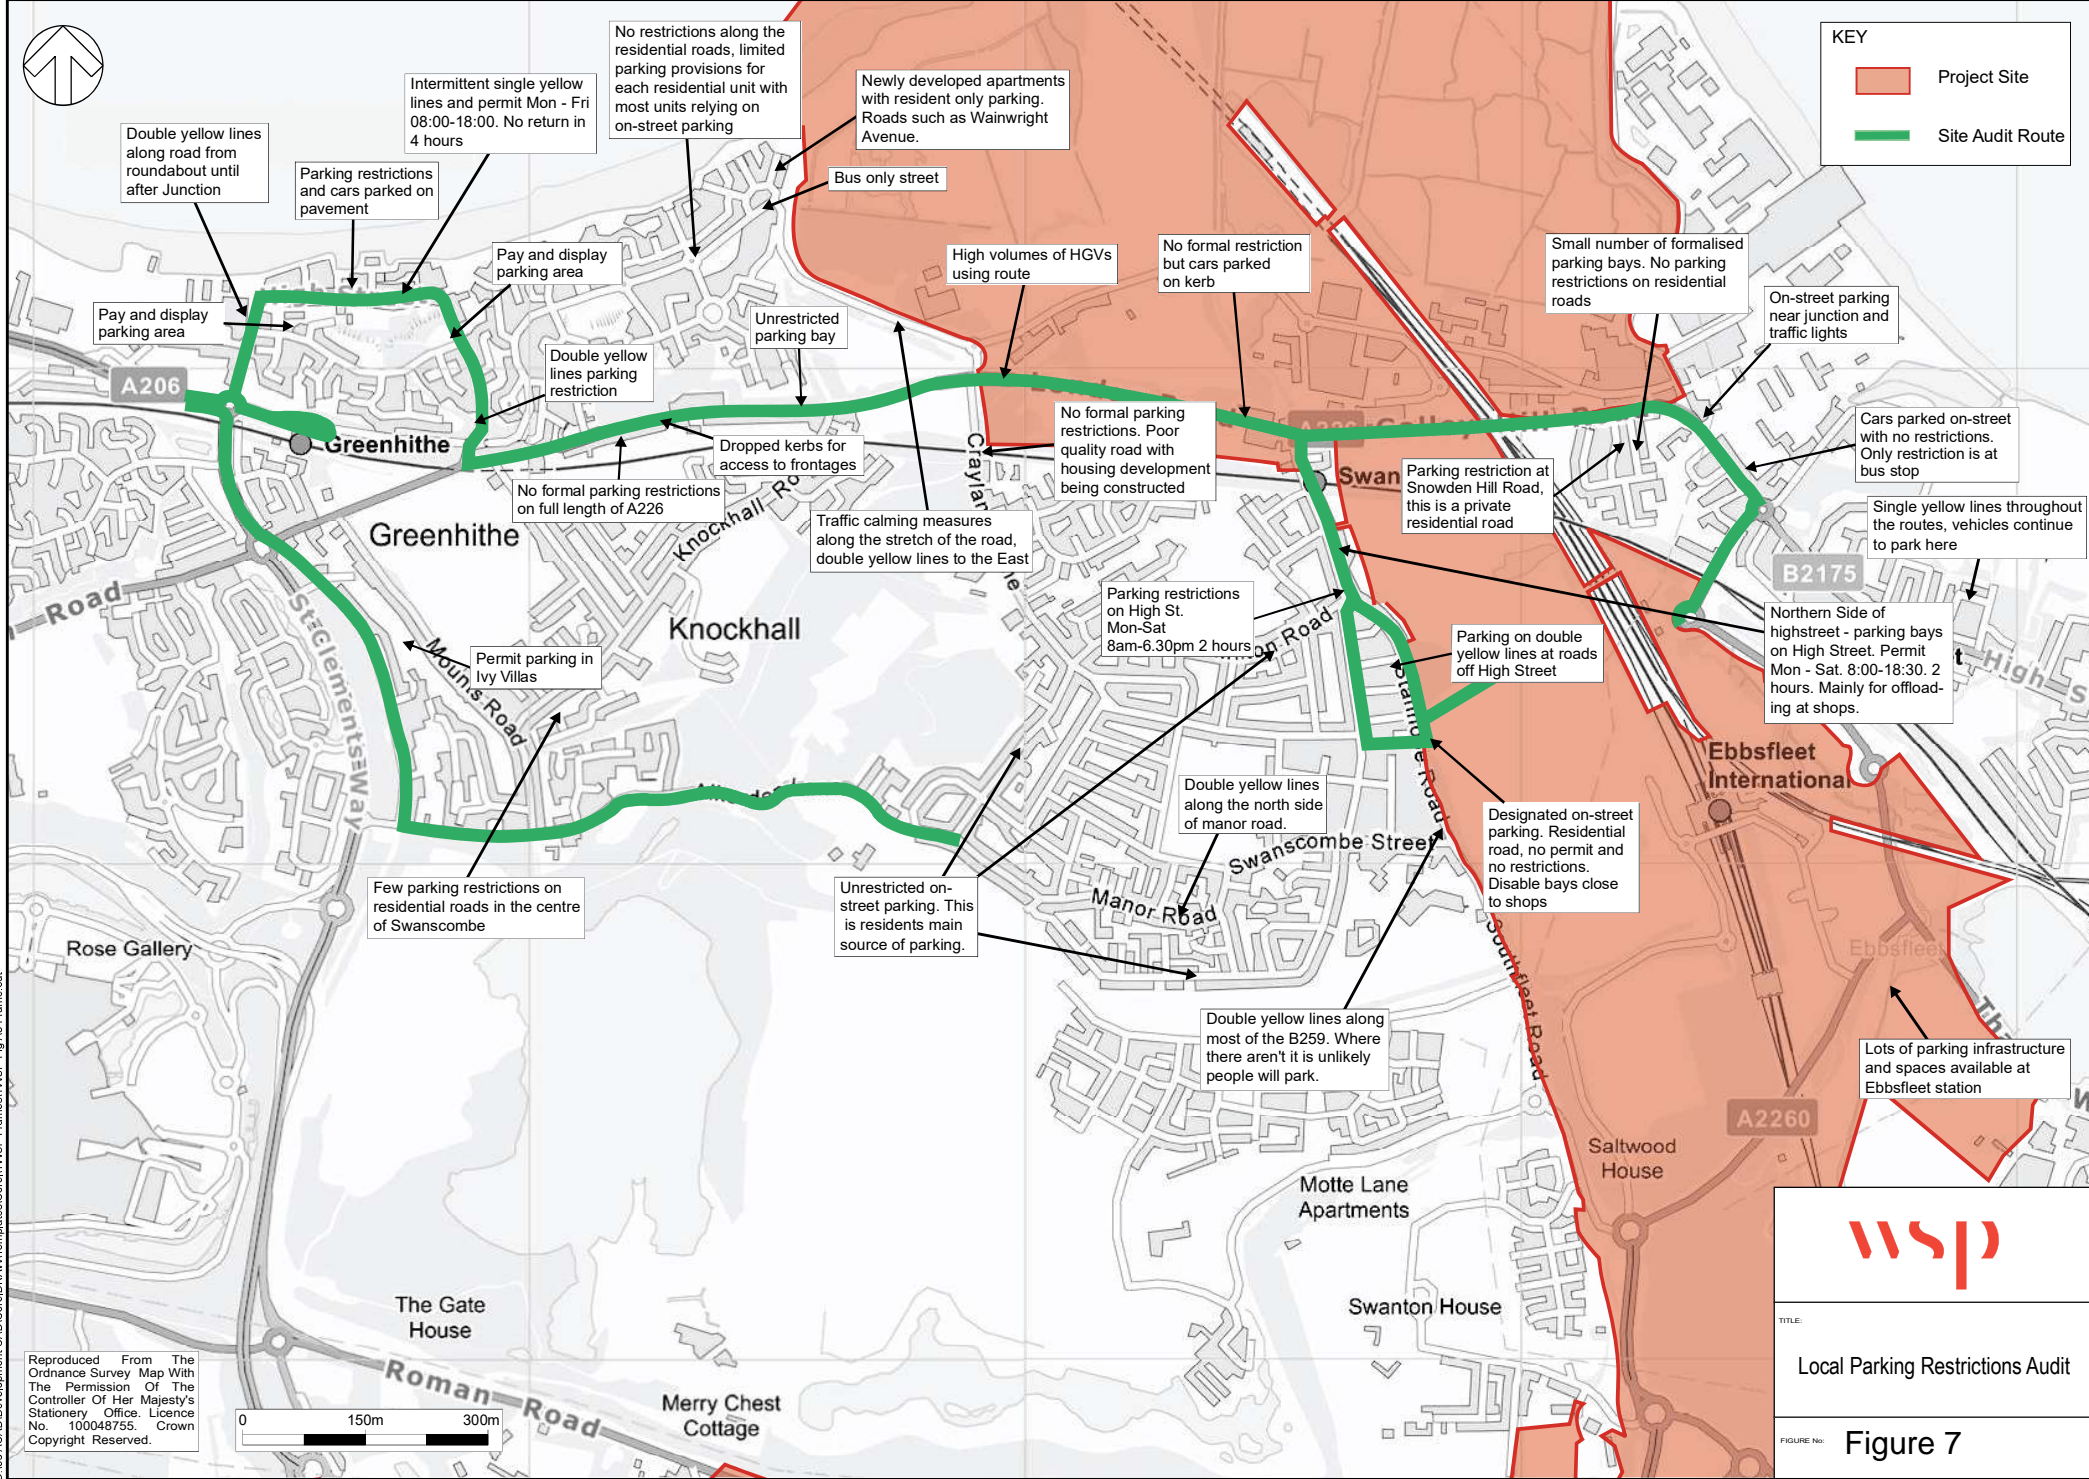 KEY
Project Site
Site Audit Route
No restrictions along the
residential roads, limited
parking provisions for
each residential unit with
most units relying on
on-street parking
Newly developed apartments
with resident only parking.
Roads such as Wainwright
Avenue.
Intermittent single yellow
lines and permit Mon - Fri
08:00-18:00. No return in
4 hours
Double yellow lines
along road from
roundabout until
after Junction
Parking restrictions
and cars parked on
pavement
Bus only street
Pay and display
parking area
High volumes of HGVs
using route
No formal restriction
but cars parked
on kerb
Small number of formalised
parking bays. No parking
restrictions on residential
roads
On-street parking
near junction and
traffic lights
Pay and display
parking area
Unrestricted
parking bay
Double yellow
lines parking
restriction
A206
Greenhithe
No formal parking
restrictions. Poor
quality road with
housing development
being constructed
Dropped kerbs for
access to frontages
Cars parked on-street
with no restrictions.
Only restriction is at
bus stop
Parking restriction at
Snowden Hill Road,
this is a private
residential road
No formal parking restrictions
on full length of A226
Swan
Single yellow lines throughout
the routes, vehicles continue
to park here
Traffic calming measures
along the stretch of the road,
double yellow lines to the East
Greenhithe
Knockhall Ro
Craylan
B2175
Road
St Clements Way
Knockhall
Parking restrictions
on High St.
Mon-Sat
8am-6.30pm 2 hours
Road
Parking on double
yellow lines at roads
off High Street
Northern Side of
highstreet - parking bays
on High Street. Permit
Mon - Sat. 8:00-18:30. 2
hours. Mainly for offload-
ing at shops.
High S
Mounts Road
Permit parking in
Ivy Villas
Stanhope Road
Ebbsfleet
International
Double yellow lines
along the north side
of manor road.
Designated on-street
parking. Residential
road, no permit and
no restrictions.
Disable bays close
to shops
Swanscombe Street
Few parking restrictions on
residential roads in the centre
of Swanscombe
Unrestricted on-
street parking. This
is residents main
source of parking.
Manor Road
Rose Gallery
Ebbsfleet
Southfleet Road
Double yellow lines along
most of the B259. Where
there aren't it is unlikely
people will park.
Lots of parking infrastructure
and spaces available at
Ebbsfleet station
A2260
Saltwood
House
Motte Lane
Apartments
The Gate
House
Swanton House
Roman Road
Merry Chest
Cottage
Reproduced From The
Ordnance Survey Map With
The Permission Of The
Controller Of Her Majesty's
Stationery Office. Licence
No. 100048755. Crown
Copyright Reserved.
0 150m 300m
wsp
TITLE:
Local Parking Restrictions Audit
FIGURE No:
Figure 7